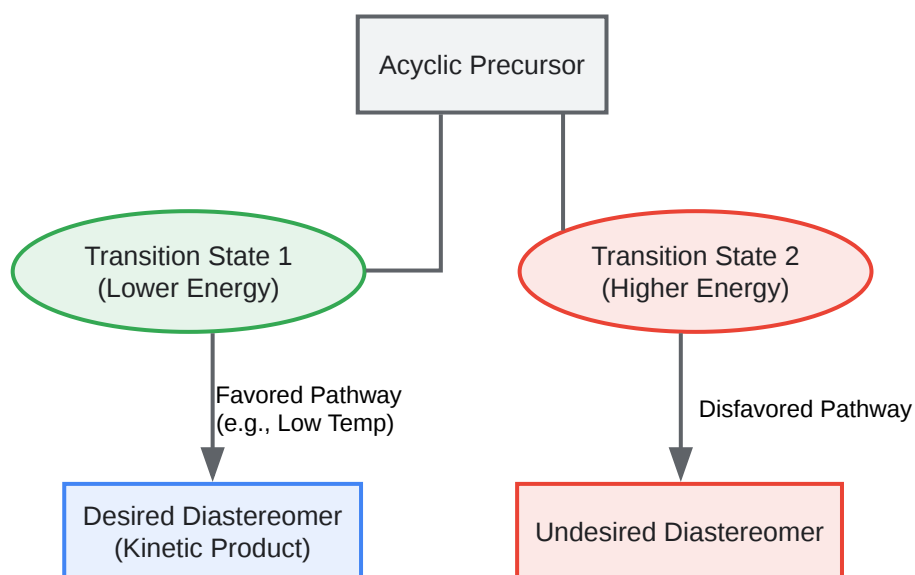 Acyclic Precursor
Transition State 1
(Lower Energy)
Transition State 2
(Higher Energy)
Favored Pathway
(e.g., Low Temp)
Disfavored Pathway
Desired Diastereomer
(Kinetic Product)
Undesired Diastereomer